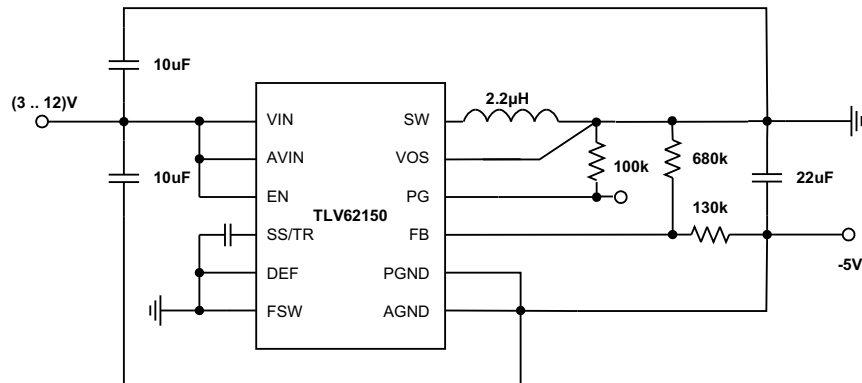 10uF
(3 .. 12)V
10uF
VIN
AVIN
EN
SS/TR
DEF
FSW
TLV62150
SW
VOS
PG
FB
PGND
AGND
2.2µH
100k
680k
130k
22uF
-5V